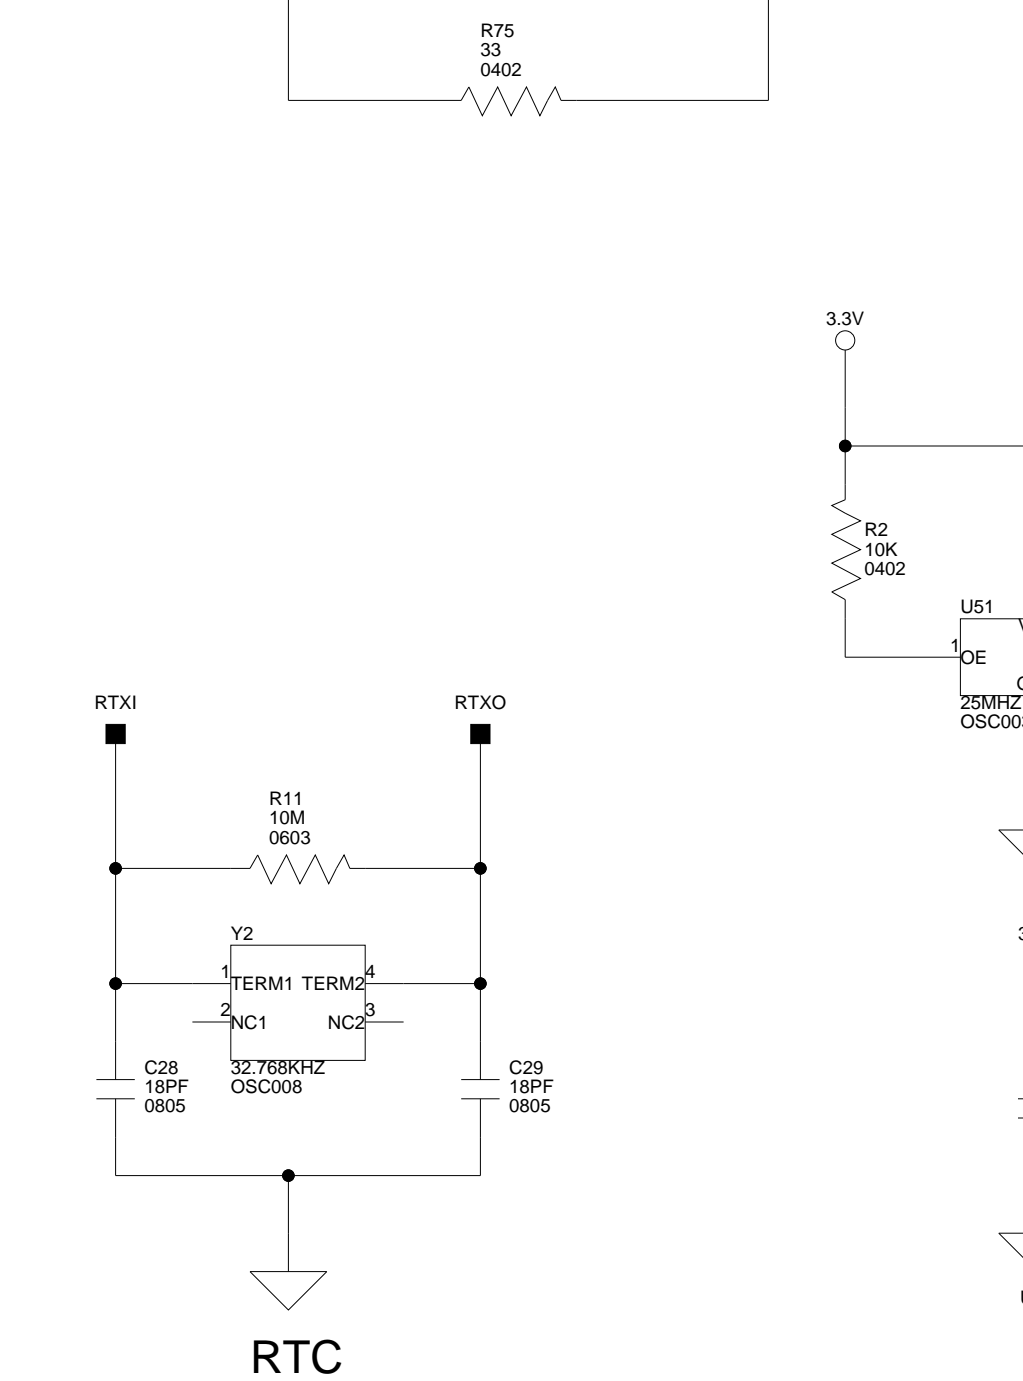 R75
33
0402
3.3V
R2
10K
0402
U51
1
OE
25MHZ
RTXI
RTXO
R11
10M
0603
Y2
1
TERM1 TERM2
4
2
NC1
NC2
3
C28
18PF
0805
32.768KHZ
OSC008
C29
18PF
0805
RTC